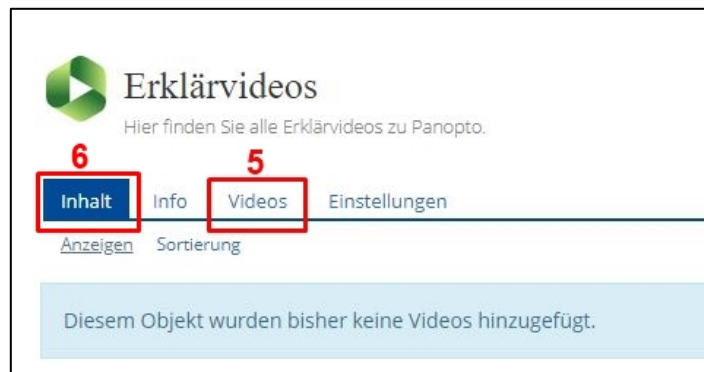 Erklärvideos
Hier finden Sie alle Erklärvideos zu Panopto.
6 5
Inhalt Info Videos Einstellungen
Anzeigen Sortierung
Diesem Objekt wurden bisher keine Videos hinzugefügt.